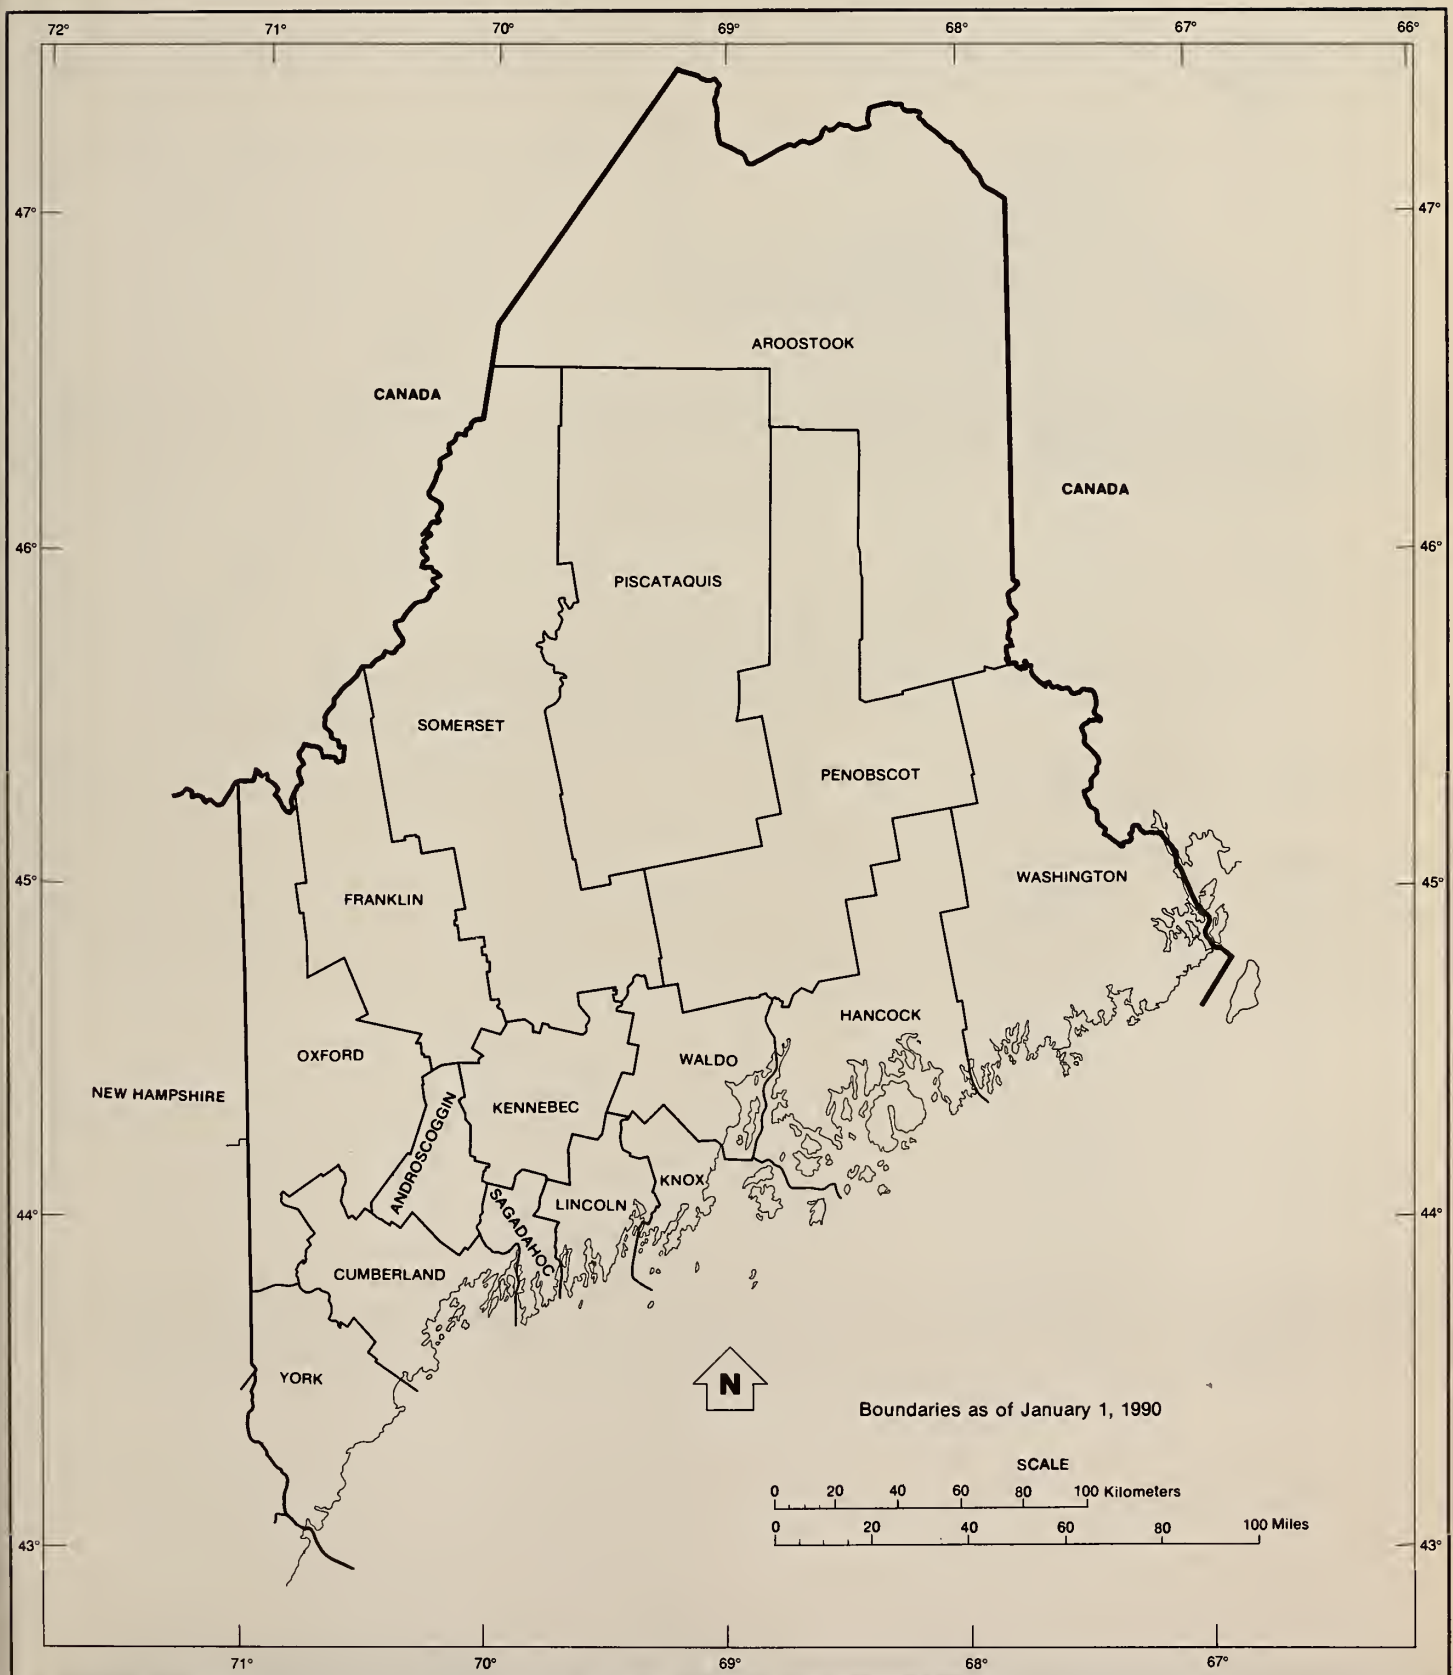 72° 71° 70° 69° 68° 67° 66°
47° 47°
AROOSTOOK
CANADA
CANADA
46° 46°
PISCATAQUIS
SOMERSET
PENOBSCOT
WASHINGTON
45° 45°
FRANKLIN
HANCOCK
OXFORD
WALDO
NEW HAMPSHIRE
KENNEBEC
ANDROSCOGGIN
KNOX
LINCOLN
SAGADAHOC
44° 44°
CUMBERLAND
YORK
N
Boundaries as of January 1, 1990
SCALE
0 20 40 60 80 100 Kilometers
0 20 40 60 80 100 Miles
43° 43°
71° 70° 69° 68° 67°